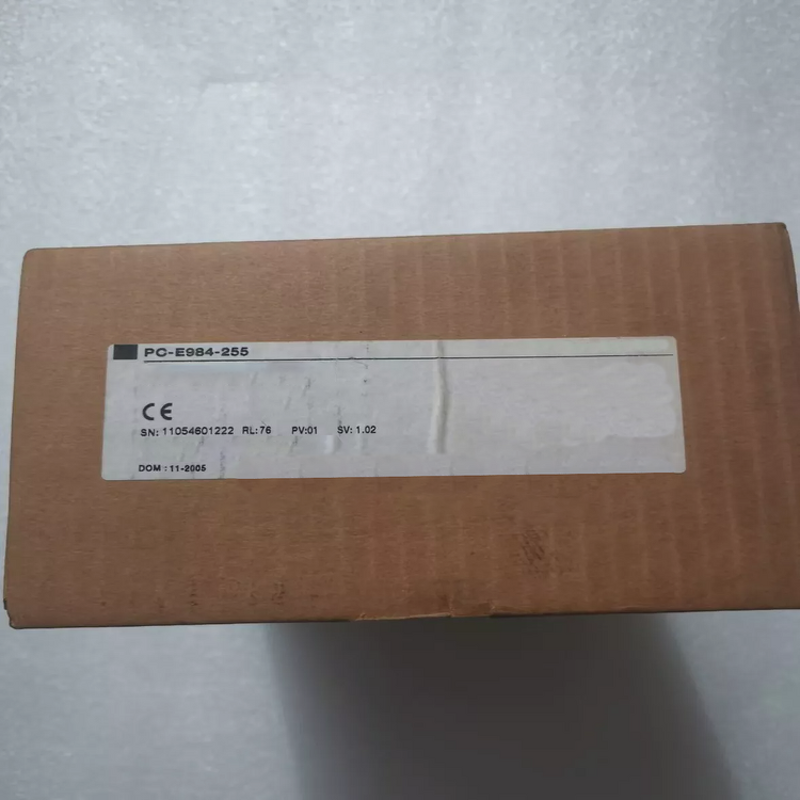 PC-E984-255
CE
SN: 11054601222 RL:76 PV:01 SV: 1.02
DOM : 11-2005